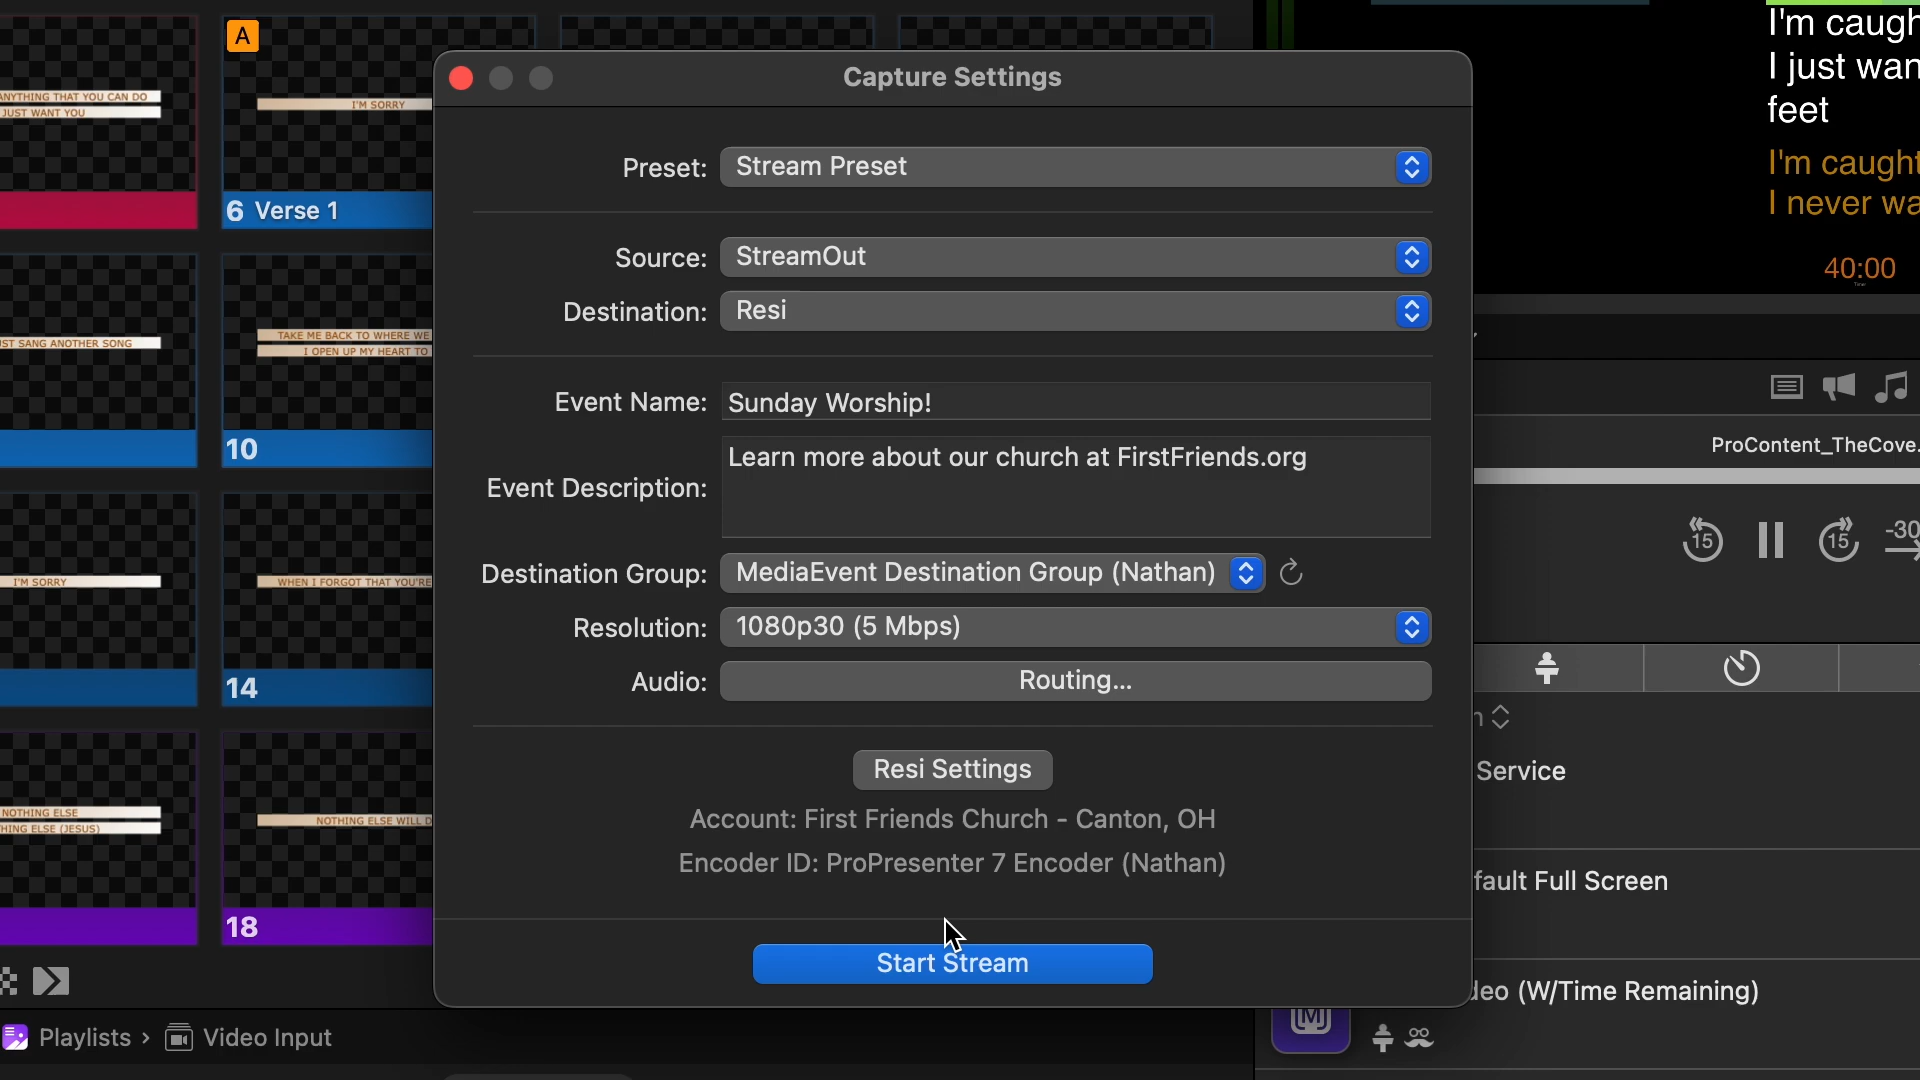 ANYTHING THAT YOU CAN DO
JUST WANT YOU
A
I'M SORRY
6 Verse 1
ST SANG ANOTHER SONG
TAKE ME BACK TO WHERE WE
I OPEN UP MY HEART TO
10
I'M SORRY
WHEN I FORGOT THAT YOU'RE
14
NOTHING ELSE
HING ELSE (JESUS)
NOTHING ELSE WILL D
18
Playlists › Video Input
Capture Settings
Preset: Stream Preset
Source: StreamOut
Destination: Resi
Event Name: Sunday Worship!
Event Description: Learn more about our church at FirstFriends.org
Destination Group: MediaEvent Destination Group (Nathan)
Resolution: 1080p30 (5 Mbps)
Audio: Routing...
Resi Settings
Account: First Friends Church - Canton, OH
Encoder ID: ProPresenter 7 Encoder (Nathan)
Start Stream
I'm caugh
I just wan
feet
I'm caught
I never wa
40:00
Timer
ProContent_TheCove.
15
15
-30
n
Service
fault Full Screen
deo (W/Time Remaining)
M